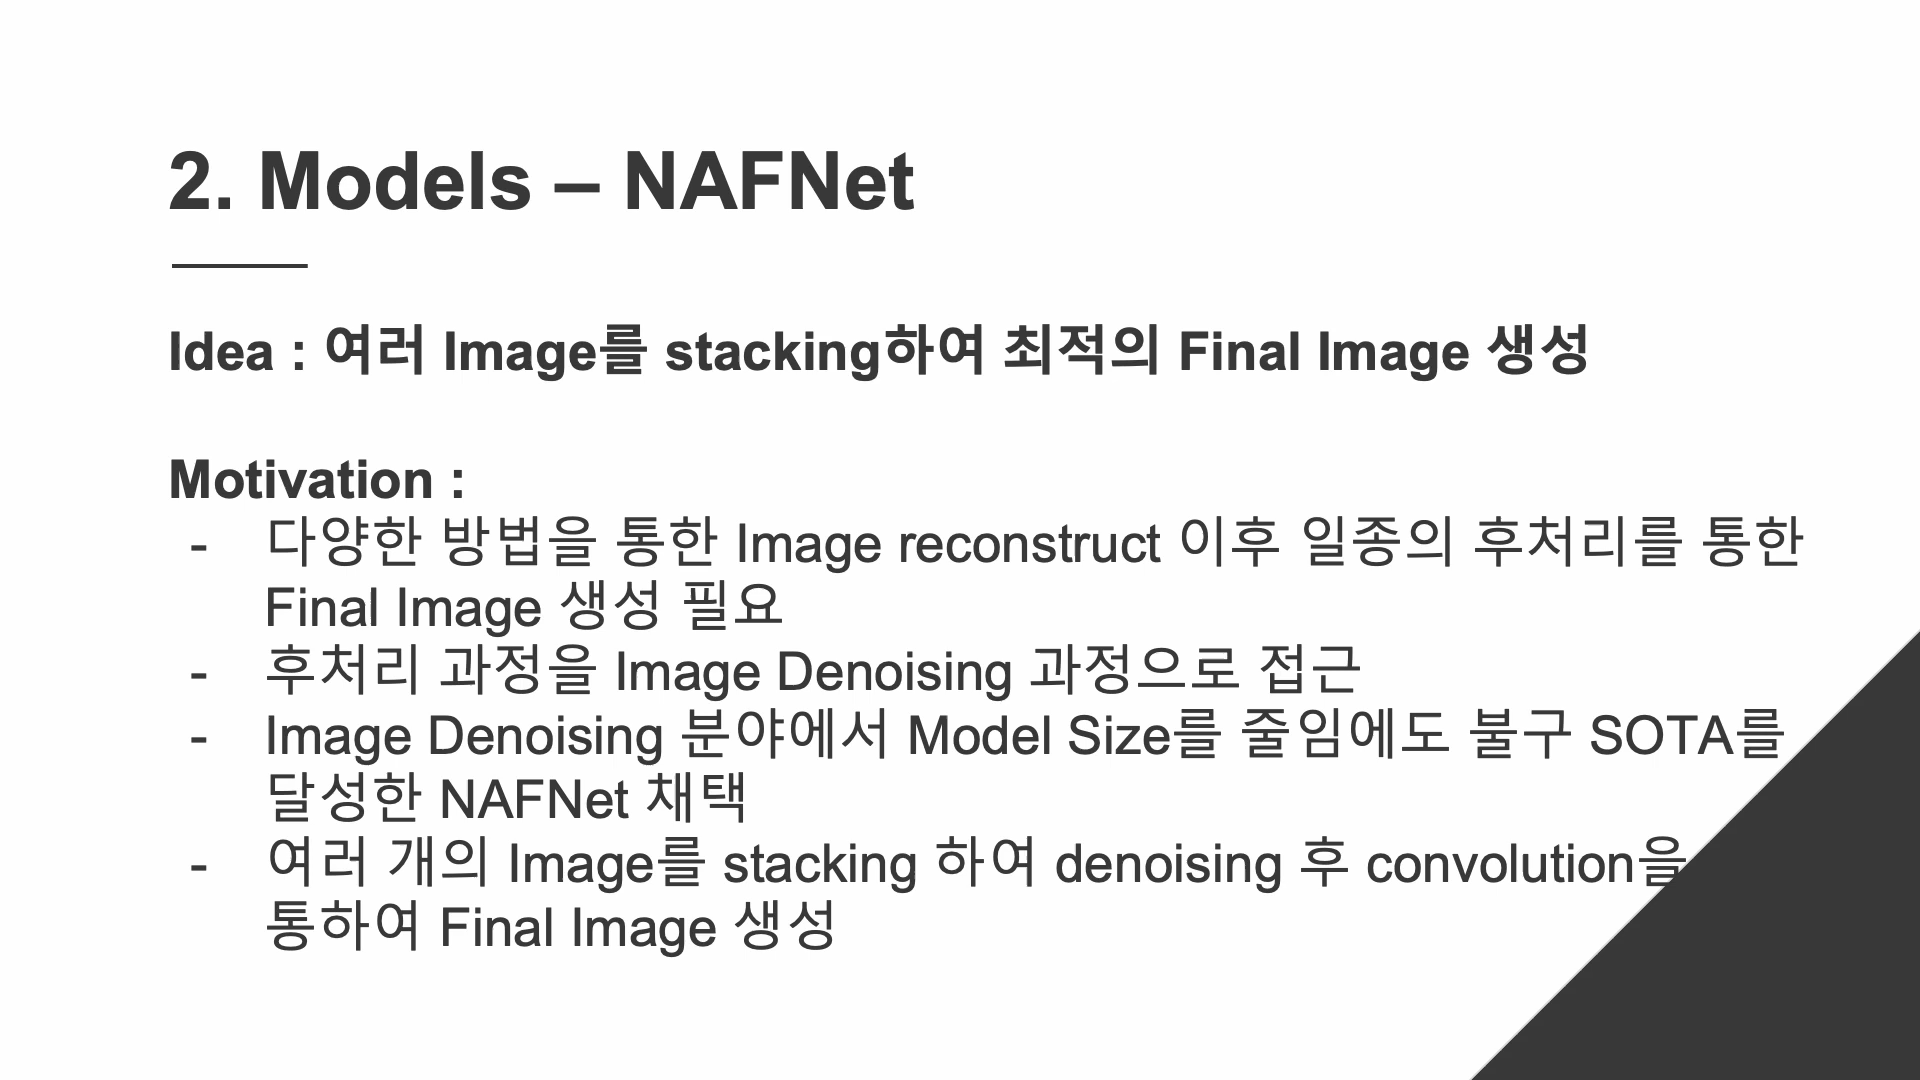 2. Models – NAFNet
Idea : 여러 Image를 stacking하여 최적의 Final Image 생성
Motivation :
- 다양한 방법을 통한 Image reconstruct 이후 일종의 후처리를 통한
Final Image 생성 필요
- 후처리 과정을 Image Denoising 과정으로 접근
- Image Denoising 분야에서 Model Size를 줄임에도 불구 SOTA를
달성한 NAFNet 채택
- 여러 개의 Image를 stacking 하여 denoising 후 convolution을
통하여 Final Image 생성